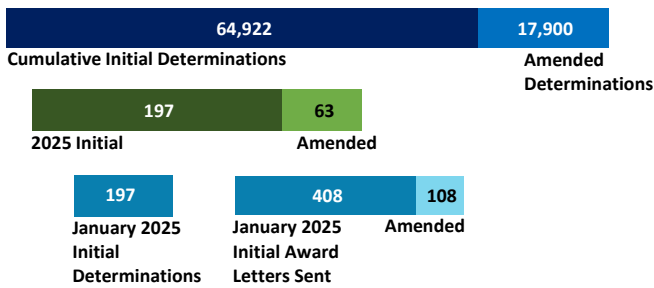 64,922 17,900
Cumulative Initial Determinations Amended
Determinations
197 63
2025 Initial Amended
197 408 108
January 2025 January 2025 Amended
Initial Initial Award
Determinations Letters Sent